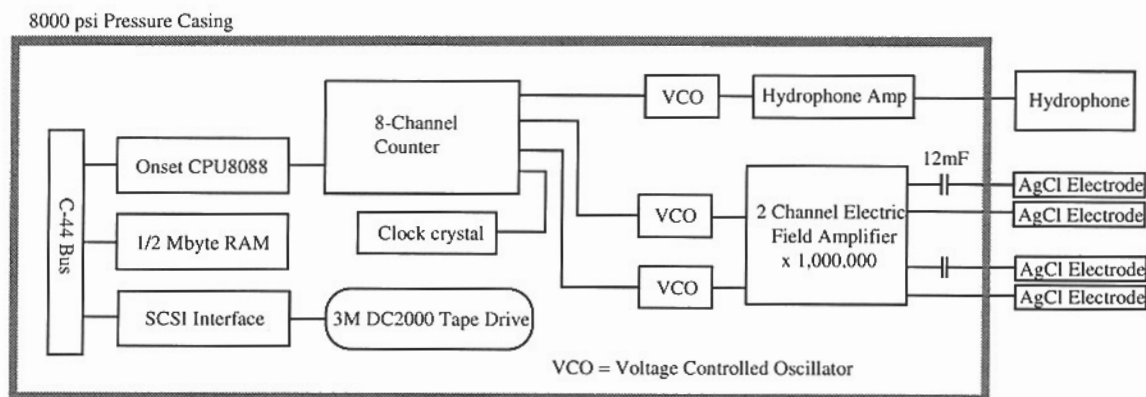 8000 psi Pressure Casing
VCO
Hydrophone Amp
Hydrophone
8-Channel
Counter
Onset CPU8088
12mF
AgCl Electrode
C-44 Bus
VCO
2 Channel Electric
Field Amplifier
x 1,000,000
AgCl Electrode
1/2 Mbyte RAM
Clock crystal
AgCl Electrode
VCO
AgCl Electrode
SCSI Interface
3M DC2000 Tape Drive
VCO = Voltage Controlled Oscillator